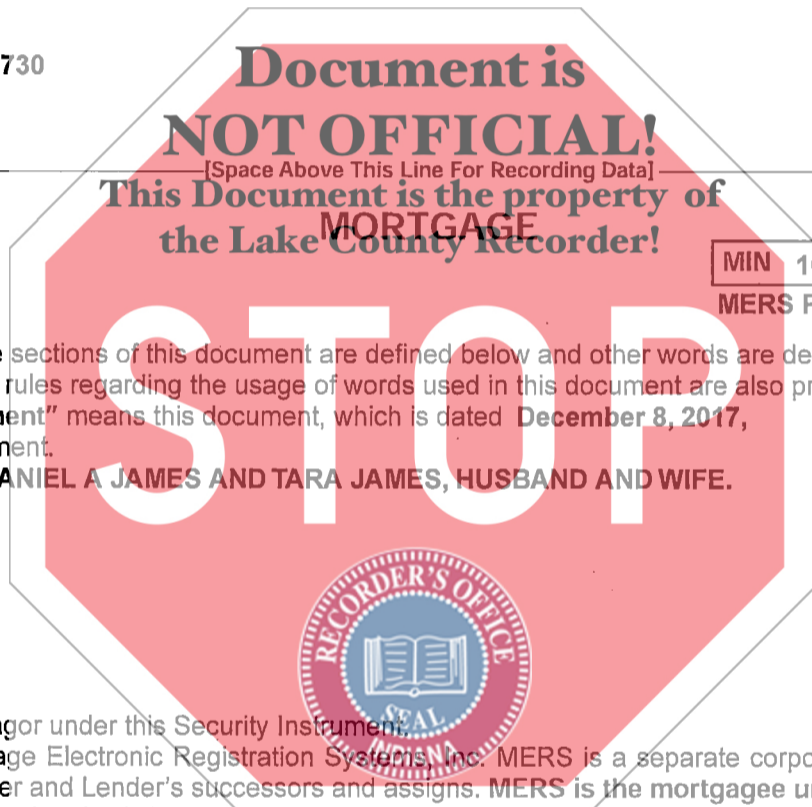 730
Document is
NOT OFFICIAL!
[Space Above This Line For Recording Data]
This Document is the property of
MORTGAGE
the Lake County Recorder!
MIN 1
MERS
sections of this document are defined below and other words are de
rules regarding the usage of words used in this document are also pr
ent" means this document, which is dated December 8, 2017,
ment.
ANIEL A JAMES AND TARA JAMES, HUSBAND AND WIFE.
STOP
RECORDER'S OFFICE
SEAL
INDIANA
gor under this Security Instrument.
age Electronic Registration Systems, Inc. MERS is a separate corpo
er and Lender's successors and assigns. MERS is the mortgagee u